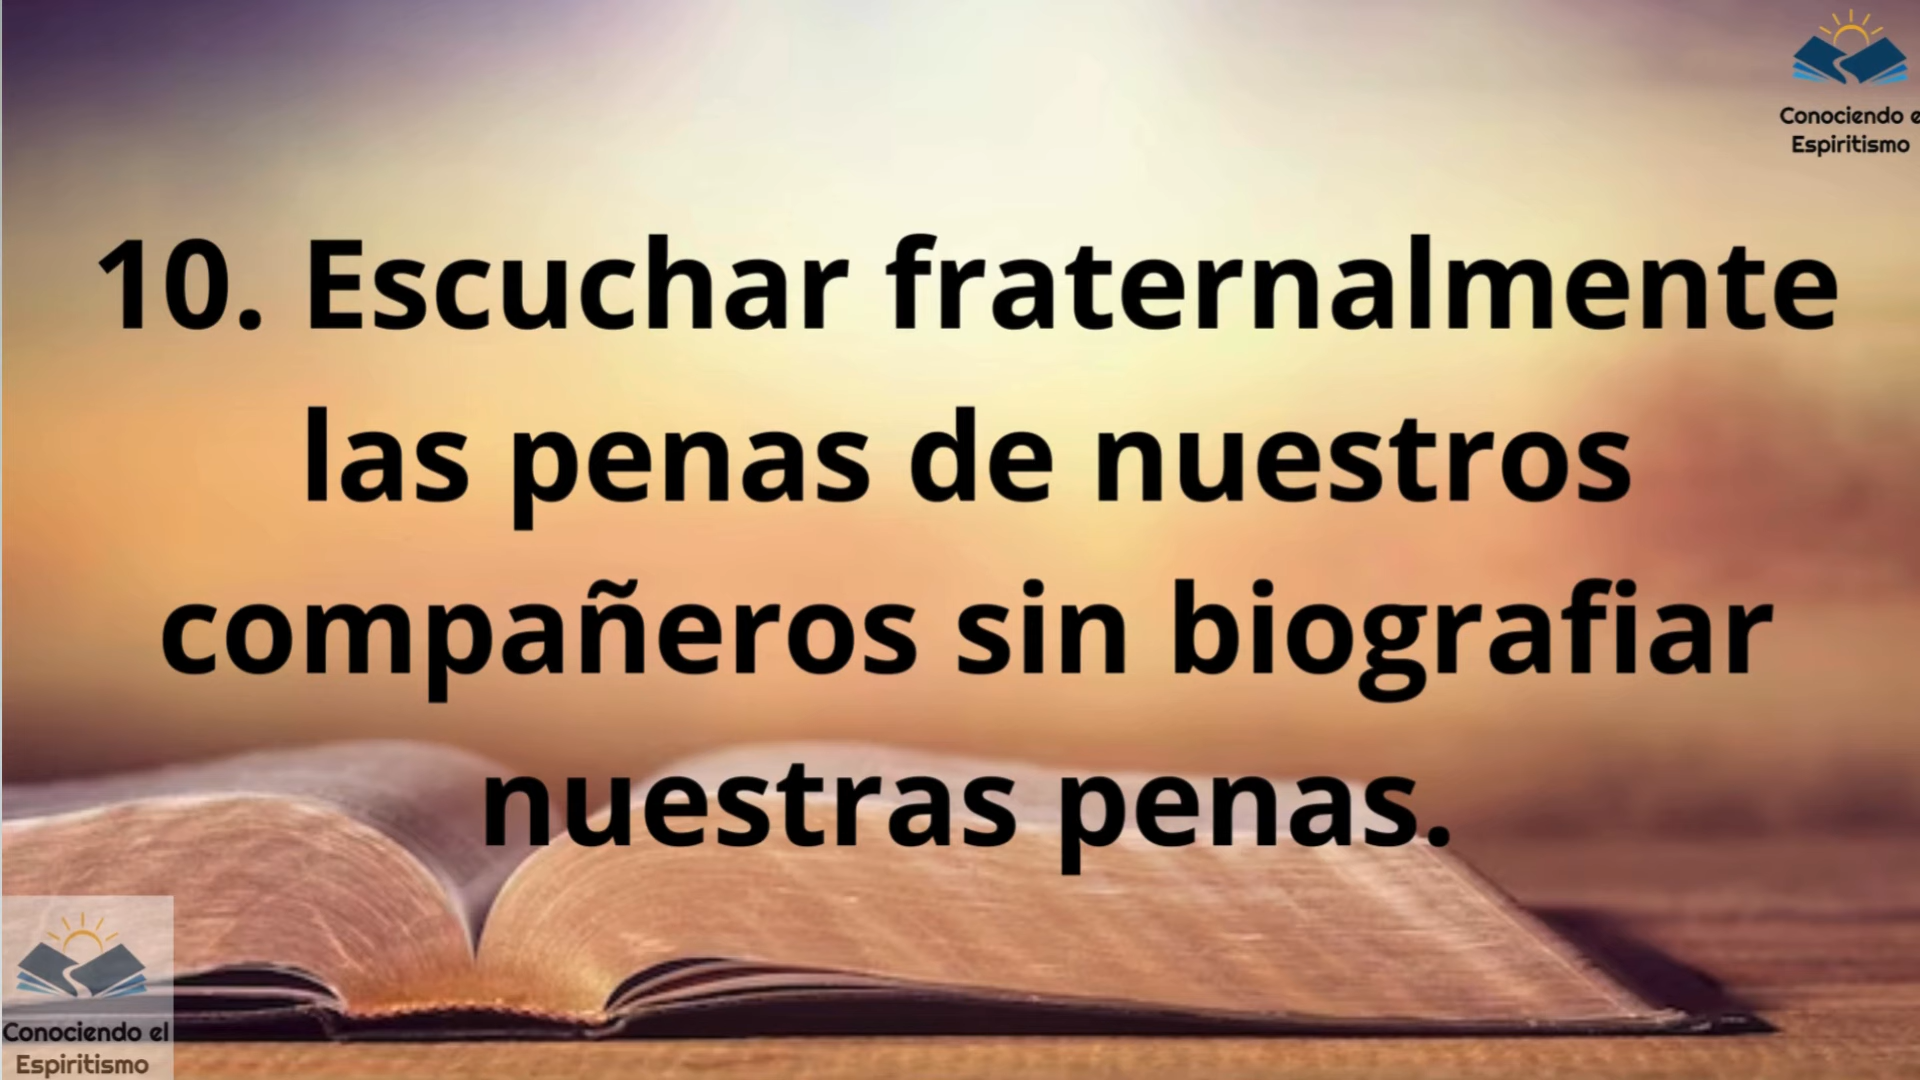 Conociendo e
Espiritismo
10. Escuchar fraternalmente
las penas de nuestros
compañeros sin biografiar
nuestras penas.
Conociendo el
Espiritismo